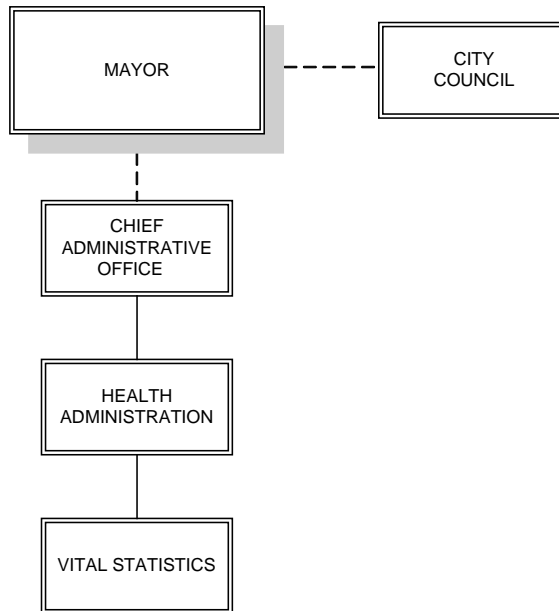 MAYOR
CITY
COUNCIL
CHIEF
ADMINISTRATIVE
OFFICE
HEALTH
ADMINISTRATION
VITAL STATISTICS